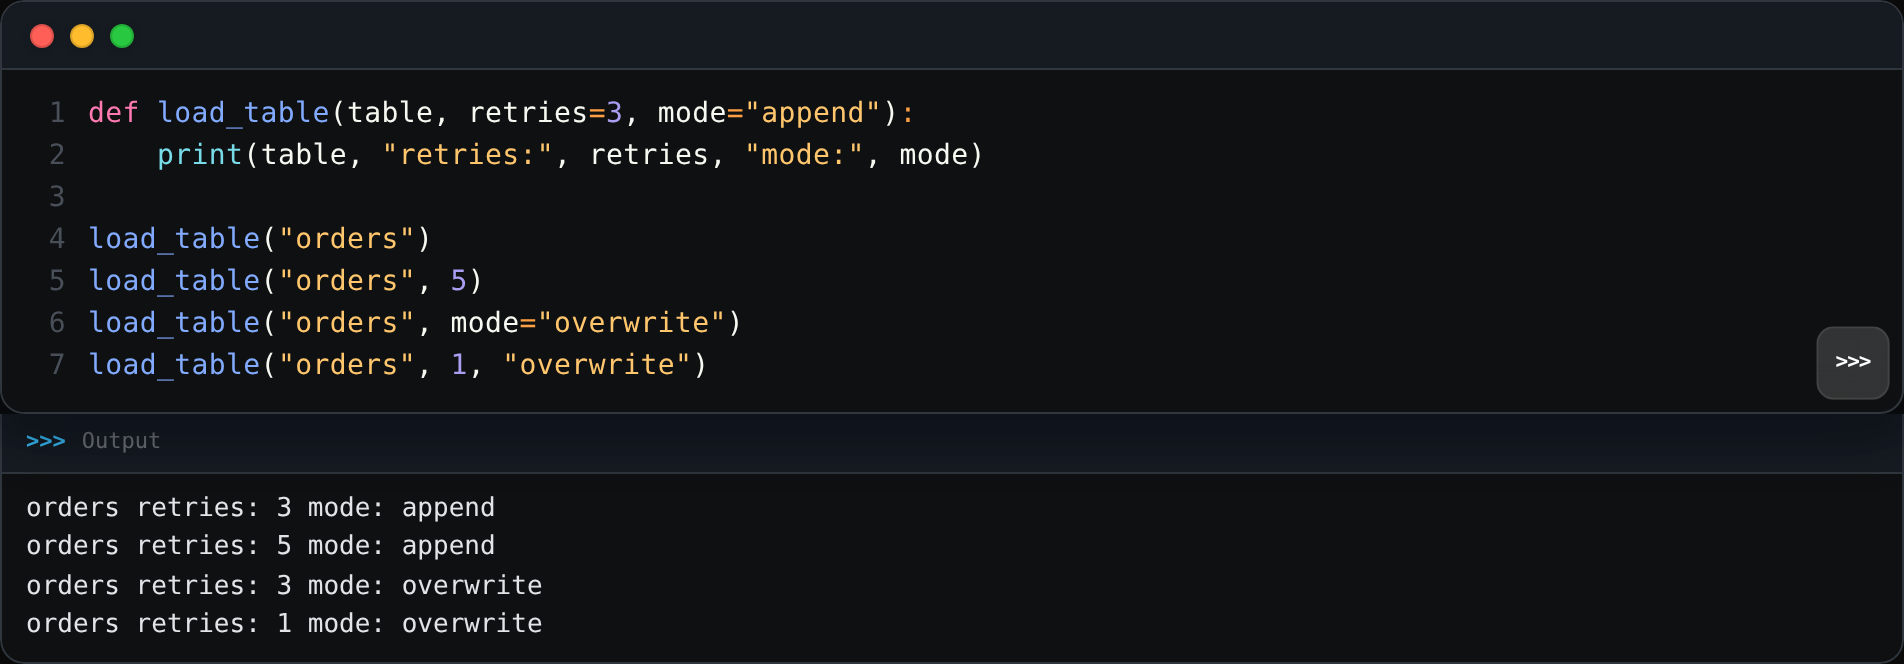 1 def load_table(table, retries=3, mode="append"):
2     print(table, "retries:", retries, "mode:", mode)
3
4 load_table("orders")
5 load_table("orders", 5)
6 load_table("orders", mode="overwrite")
7 load_table("orders", 1, "overwrite")
>>>
>>> Output
orders retries: 3 mode: append
orders retries: 5 mode: append
orders retries: 3 mode: overwrite
orders retries: 1 mode: overwrite